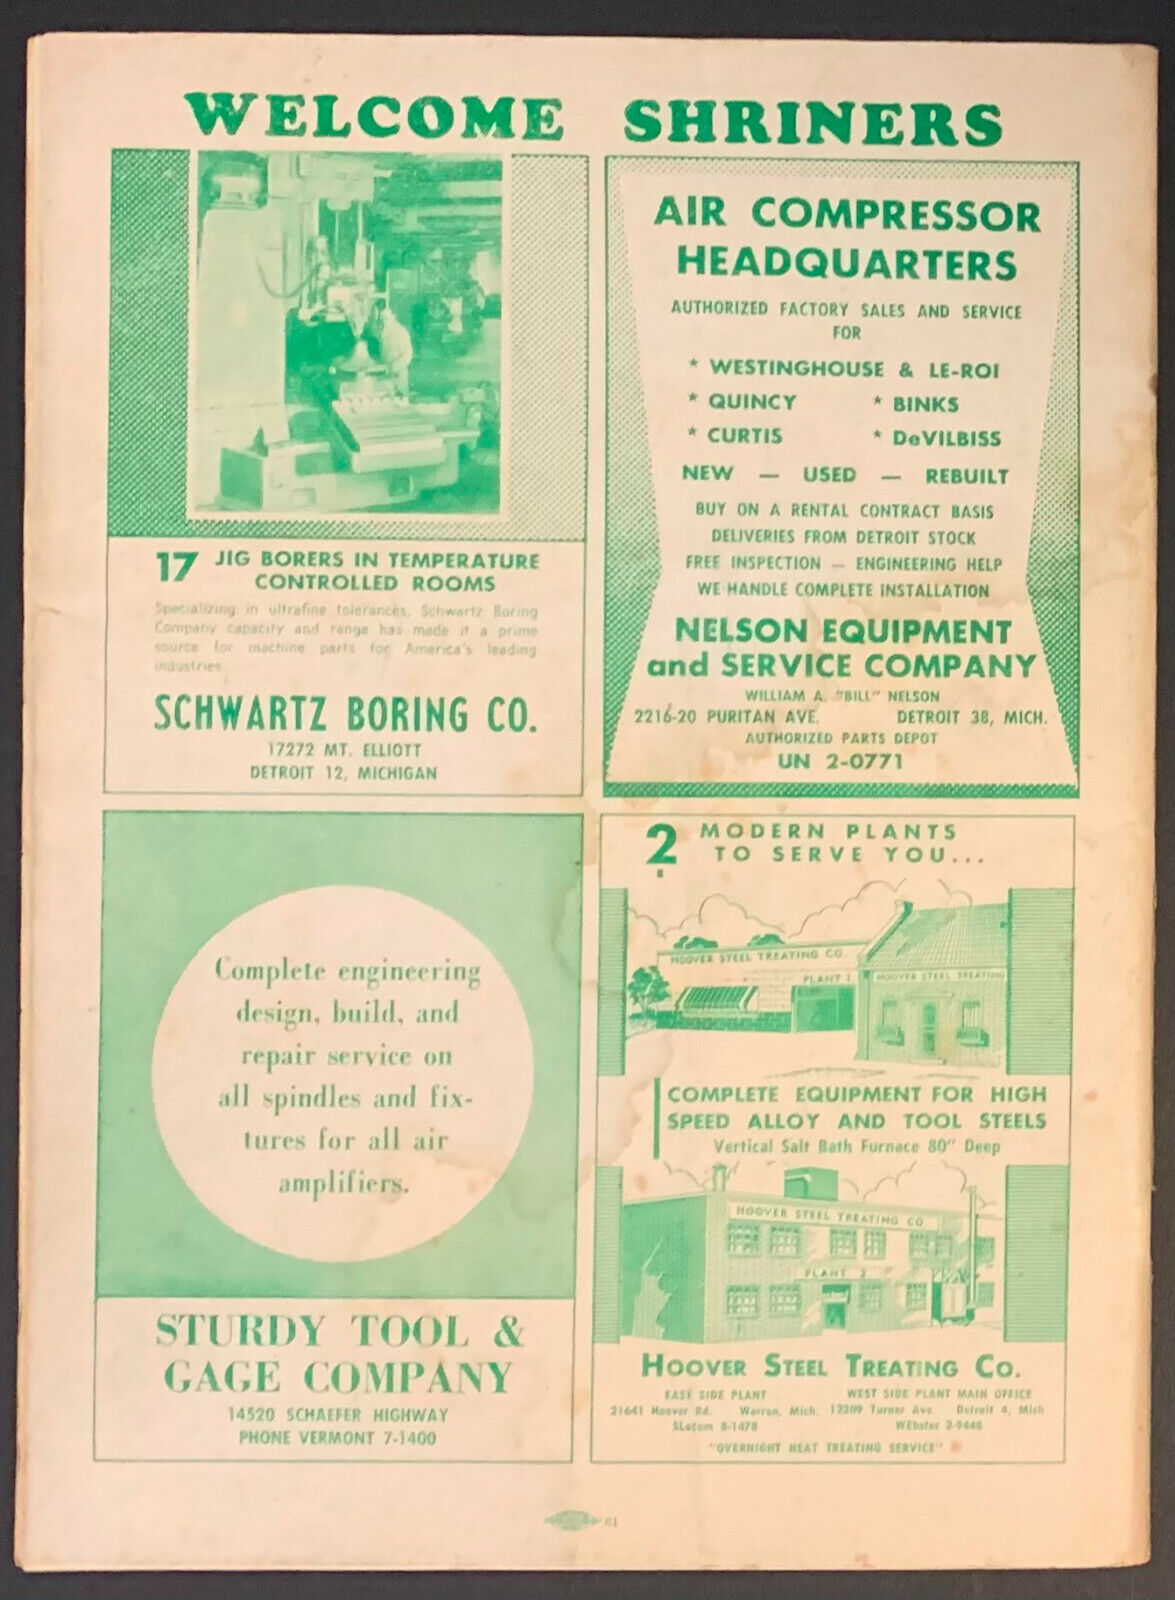 WELCOME SHRINERS
17 JIG BORERS IN TEMPERATURE
CONTROLLED ROOMS
Specializing in ultrafine tolerances, Schwartz Boring
Company capacity and range has made it a prime
source for machine parts for America's leading
industries.
SCHWARTZ BORING CO.
17272 MT. ELLIOTT
DETROIT 12, MICHIGAN
AIR COMPRESSOR
HEADQUARTERS
AUTHORIZED FACTORY SALES AND SERVICE
FOR
* WESTINGHOUSE & LE-ROI
* QUINCY * BINKS
* CURTIS * DeVILBISS
NEW — USED — REBUILT
BUY ON A RENTAL CONTRACT BASIS
DELIVERIES FROM DETROIT STOCK
FREE INSPECTION — ENGINEERING HELP
WE HANDLE COMPLETE INSTALLATION
NELSON EQUIPMENT
and SERVICE COMPANY
WILLIAM A. "BILL" NELSON
2216-20 PURITAN AVE. DETROIT 38, MICH.
AUTHORIZED PARTS DEPOT
UN 2-0771
Complete engineering
design, build, and
repair service on
all spindles and fix-
tures for all air
amplifiers.
STURDY TOOL &
GAGE COMPANY
14520 SCHAEFER HIGHWAY
PHONE VERMONT 7-1400
2 MODERN PLANTS
TO SERVE YOU...
HOOVER STEEL TREATING CO.
PLANT 1
HOOVER STEEL TREATING
COMPLETE EQUIPMENT FOR HIGH
SPEED ALLOY AND TOOL STEELS
Vertical Salt Bath Furnace 80" Deep
HOOVER STEEL TREATING CO
PLANT 2
HOOVER STEEL TREATING CO.
EAST SIDE PLANT
21641 Hoover Rd. Warren, Mich.
SLocum 8-1478
WEST SIDE PLANT MAIN OFFICE
12209 Turner Ave. Detroit 4, Mich
WEbster 3-9448
"OVERNIGHT HEAT TREATING SERVICE"
61